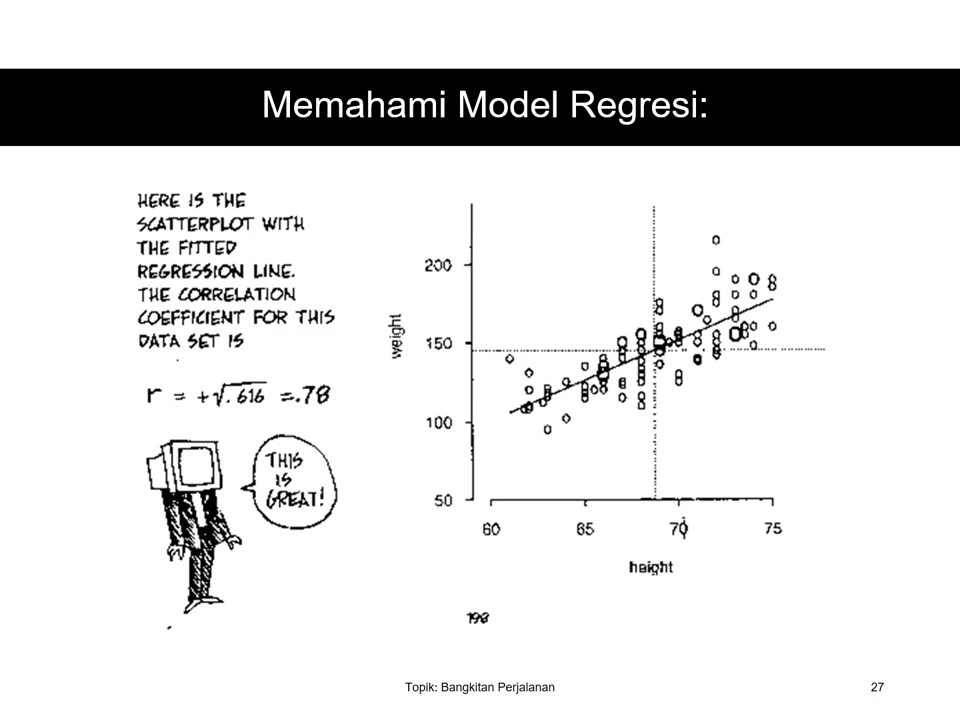 Memahami Model Regresi:
HERE IS THE
SCATTERPLOT WITH
THE FITTED
REGRESSION LINE.
THE CORRELATION
COEFFICIENT FOR THIS
DATA SET IS
r = +√.616 = .78
THIS
IS
GREAT!
weight
200
150
100
50
60 65 70 75
height
198
Topik: Bangkitan Perjalanan
27